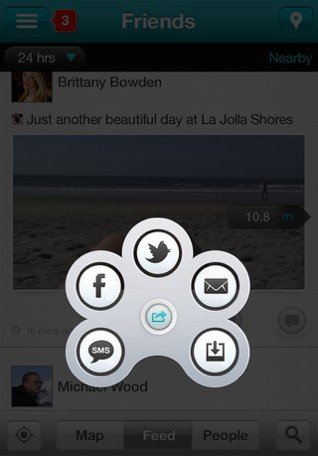 3
Friends
24 hrs
Nearby
Brittany Bowden
Just another beautiful day at La Jolla Shores
10.8 mi
f
SMS
18 mins
Michael Wood
Map
Feed
People